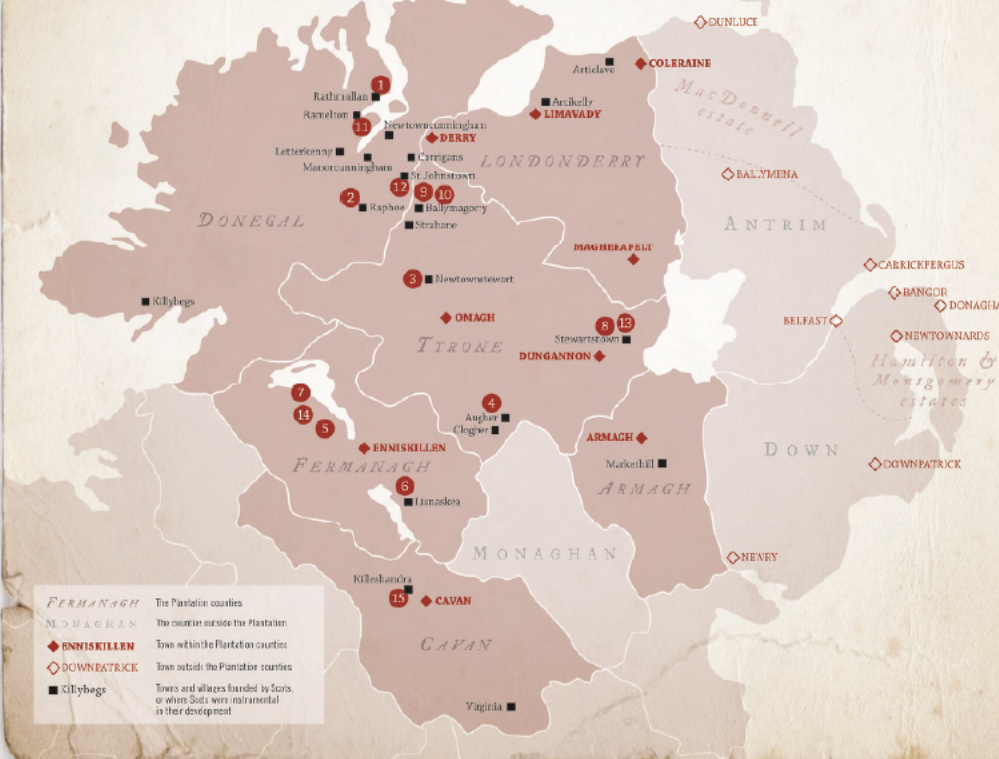 DUNLUCE
Articlave
COLERAINE
MacDonnell
estate
1
Rathmullan
Artikelly
Ramelton
LIMAVADY
11
Newtowncunningham
DERRY
Letterkenny
Carrigans
LONDONDERRY
Manorcunningham
St Johnstown
BALLYMENA
12
9
10
2
Raphoe
Ballymagorry
DONEGAL
Strabane
ANTRIM
MAGHERAFELT
CARRICKFERGUS
3
Newtownstewart
BANGOR
Killybegs
DONAGHA
OMAGH
BELFAST
8
13
Stewartstown
NEWTOWNARDS
TYRONE
DUNGANNON
Hamilton &
Montgomery
estates
7
4
14
Augher
5
Clogher
ARMAGH
ENNISKILLEN
DOWN
FERMANAGH
Markethill
DOWNPATRICK
6
ARMAGH
Lisnaskea
MONAGHAN
NEWRY
Killeshandra
15
CAVAN
CAVAN
Virginia
FERMANAGH The Plantation counties
MONAGHAN The counties outside the Plantation
ENNISKILLEN Town within the Plantation counties
DOWNPATRICK Town outside the Plantation counties
Killybegs Towns and villages founded by Scots,
or where Scots were instrumental
in their development